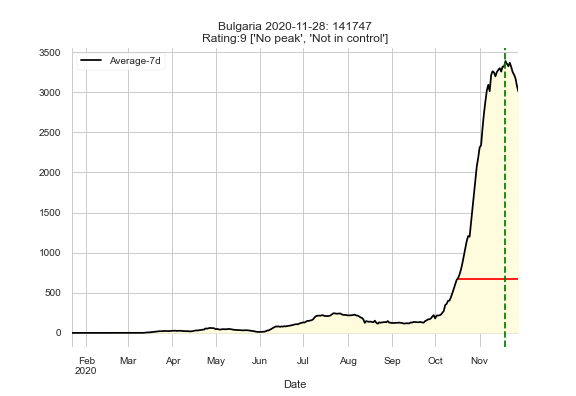 Bulgaria 2020-11-28: 141747
Rating:9 ['No peak', 'Not in control']
Average-7d
3500
3000
2500
2000
1500
1000
500
0
Feb Mar Apr May Jun Jul Aug Sep Oct Nov
2020
Date